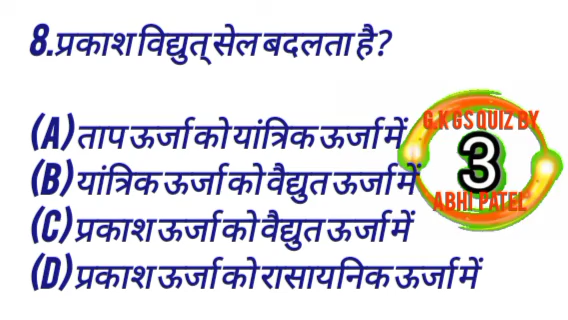 8.प्रकाश विद्युत् सेल बदलता है?
(A) ताप ऊर्जा को यांत्रिक ऊर्जा में
(B) यांत्रिक ऊर्जा को वैद्युत ऊर्जा में
(C) प्रकाश ऊर्जा को वैद्युत ऊर्जा में
(D) प्रकाश ऊर्जा को रासायनिक ऊर्जा में
G.K GS QUIZ BY
3
ABHI PATEL